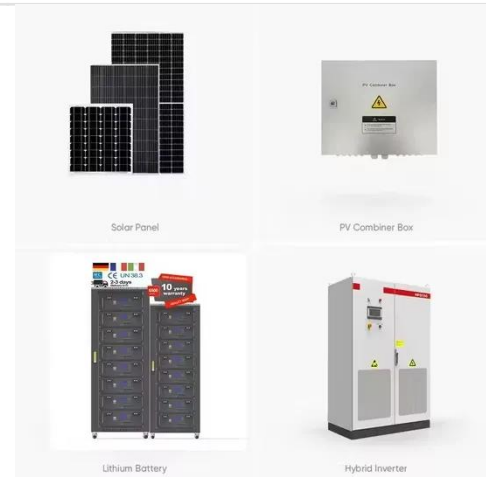 Solar Panel
PV Combiner Box
PV Combiner Box
CE UN38.3
2-3 days
10 years
warranty
Lithium Battery
Hybrid Inverter